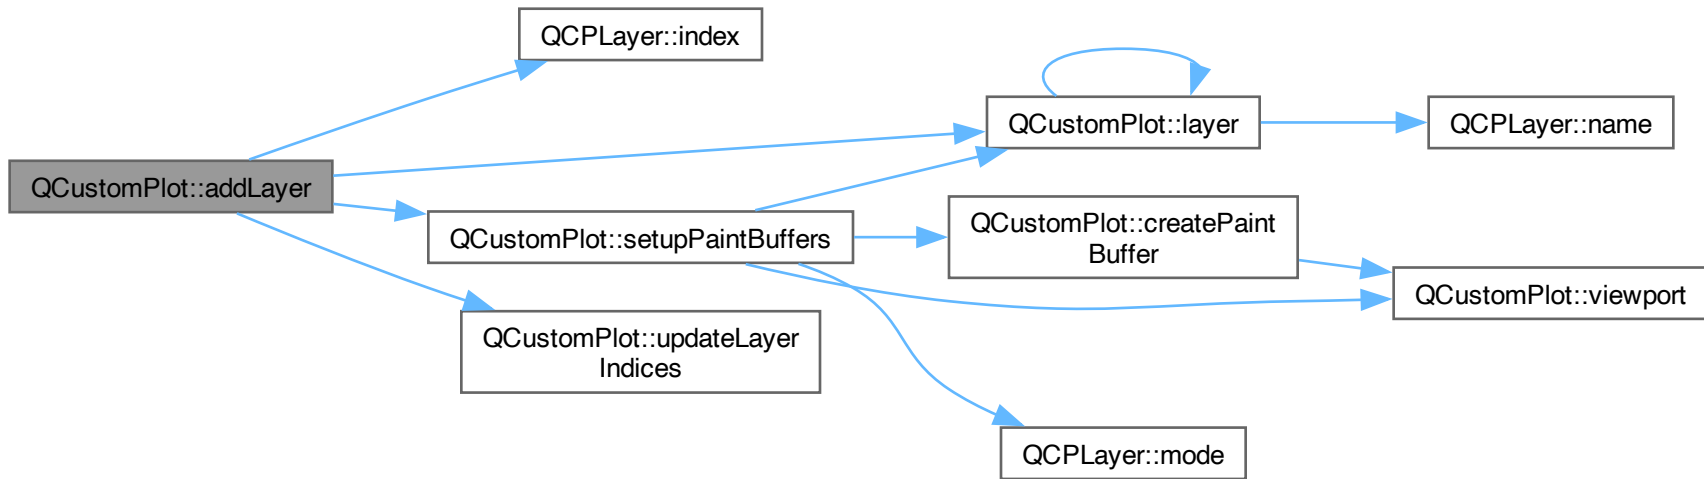 QCPLayer::index
QCustomPlot::layer
QCPLayer::name
QCustomPlot::addLayer
QCustomPlot::setupPaintBuffers
QCustomPlot::createPaint
Buffer
QCustomPlot::viewport
QCustomPlot::updateLayer
Indices
QCPLayer::mode